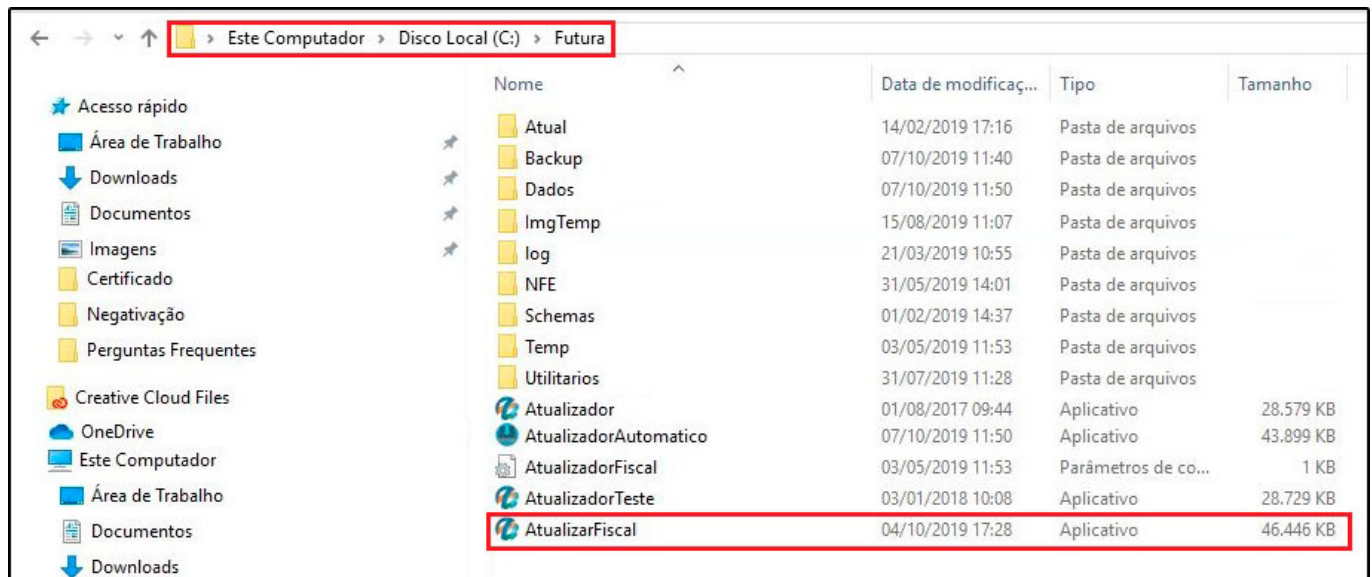 Este Computador > Disco Local (C:) > Futura
Nome Data de modificaç... Tipo Tamanho
Acesso rápido
Área de Trabalho
Downloads
Documentos
Imagens
Certificado
Negativação
Perguntas Frequentes
Creative Cloud Files
OneDrive
Este Computador
Área de Trabalho
Documentos
Downloads
Atual 14/02/2019 17:16 Pasta de arquivos
Backup 07/10/2019 11:40 Pasta de arquivos
Dados 07/10/2019 11:50 Pasta de arquivos
ImgTemp 15/08/2019 11:07 Pasta de arquivos
log 21/03/2019 10:55 Pasta de arquivos
NFE 31/05/2019 14:01 Pasta de arquivos
Schemas 01/02/2019 14:37 Pasta de arquivos
Temp 03/05/2019 11:53 Pasta de arquivos
Utilitarios 31/07/2019 11:28 Pasta de arquivos
Atualizador 01/08/2017 09:44 Aplicativo 28.579 KB
AtualizadorAutomatico 07/10/2019 11:50 Aplicativo 43.899 KB
AtualizadorFiscal 03/05/2019 11:53 Parâmetros de co... 1 KB
AtualizadorTeste 03/01/2018 10:08 Aplicativo 28.729 KB
AtualizarFiscal 04/10/2019 17:28 Aplicativo 46.446 KB